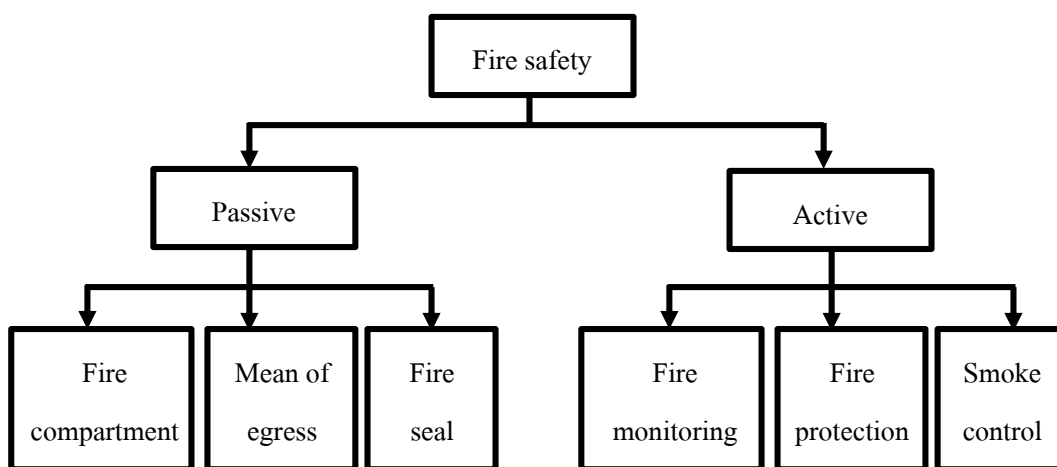 Fire safety
Passive
Active
Fire
compartment
Mean of
egress
Fire
seal
Fire
monitoring
Fire
protection
Smoke
control